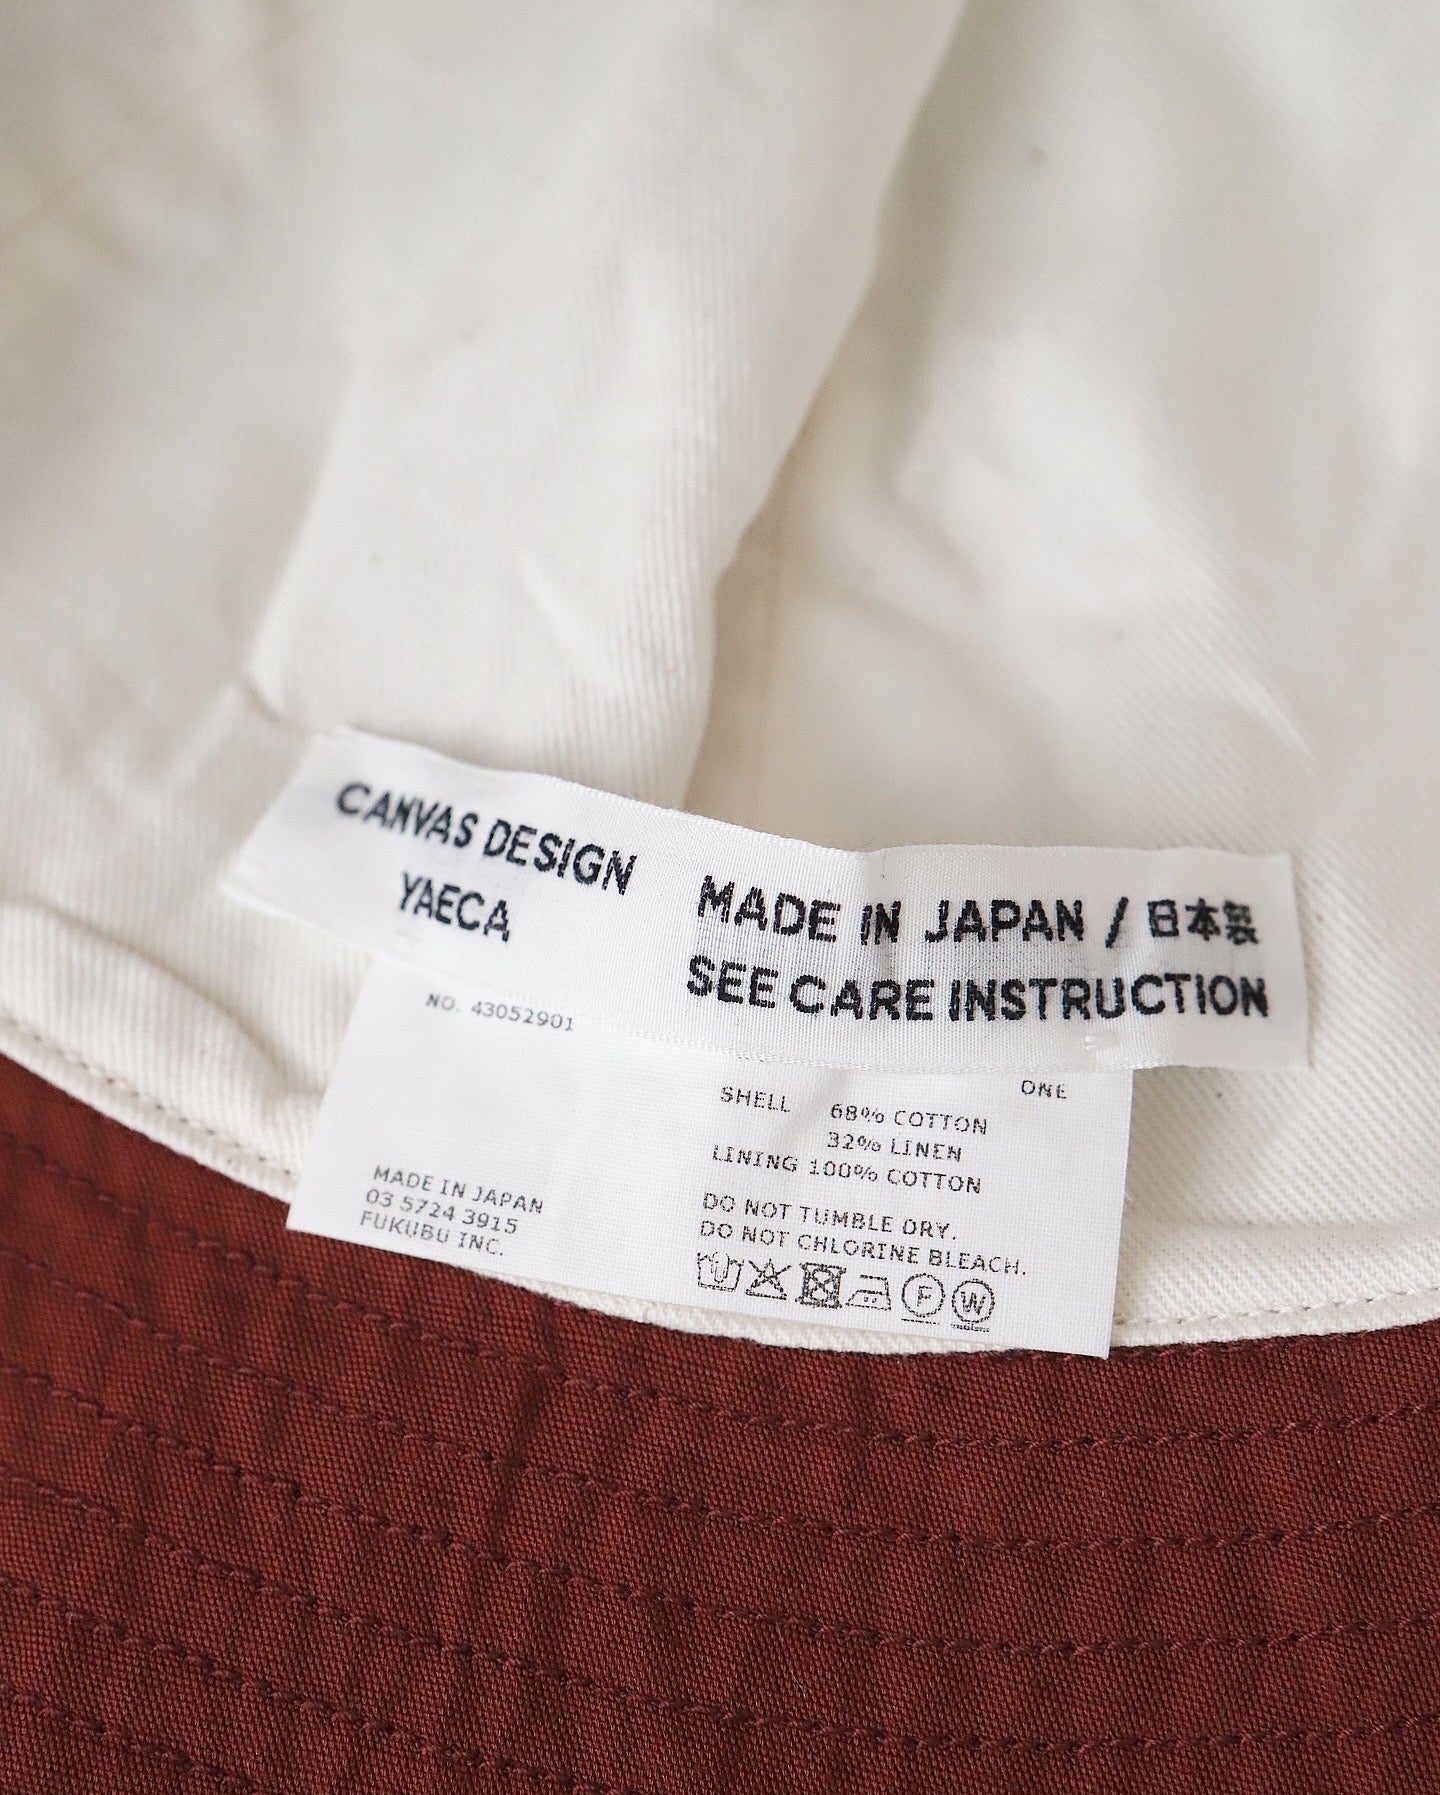 CANVAS DESIGN
YAECA
MADE IN JAPAN / 日本製
SEE CARE INSTRUCTION
NO. 43052901
MADE IN JAPAN
03 5724 3915
FUKUBU INC.
ONE
SHELL 68% COTTON
32% LINEN
LINING 100% COTTON
DO NOT TUMBLE DRY.
DO NOT CHLORINE BLEACH.
F W